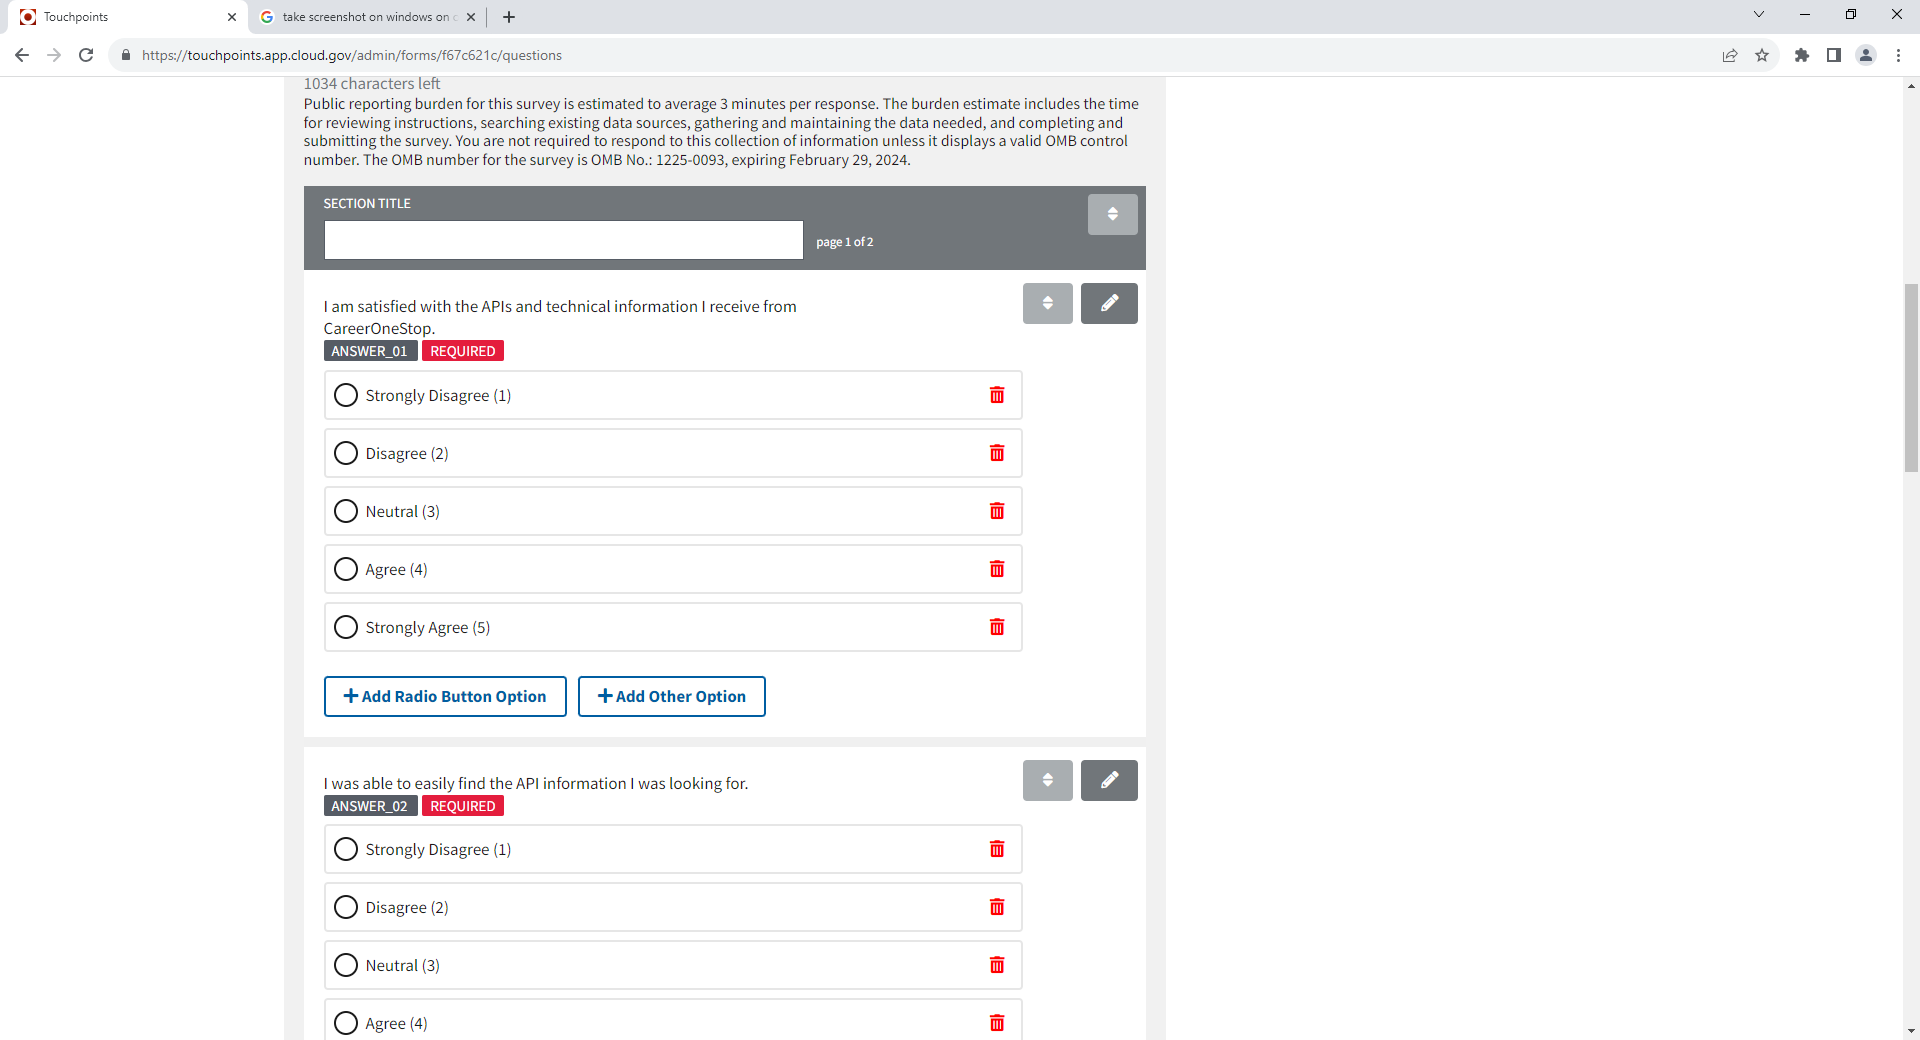 Touchpoints
take screenshot on windows on
https://touchpoints.app.cloud.gov/admin/forms/f67c621c/questions
1034 characters left
Public reporting burden for this survey is estimated to average 3 minutes per response. The burden estimate includes the time
for reviewing instructions, searching existing data sources, gathering and maintaining the data needed, and completing and
submitting the survey. You are not required to respond to this collection of information unless it displays a valid OMB control
number. The OMB number for the survey is OMB No.: 1225-0093, expiring February 29, 2024.
SECTION TITLE
page 1 of 2
I am satisfied with the APIs and technical information I receive from
CareerOneStop.
ANSWER_01 REQUIRED
Strongly Disagree (1)
Disagree (2)
Neutral (3)
Agree (4)
Strongly Agree (5)
+ Add Radio Button Option + Add Other Option
I was able to easily find the API information I was looking for.
ANSWER_02 REQUIRED
Strongly Disagree (1)
Disagree (2)
Neutral (3)
Agree (4)